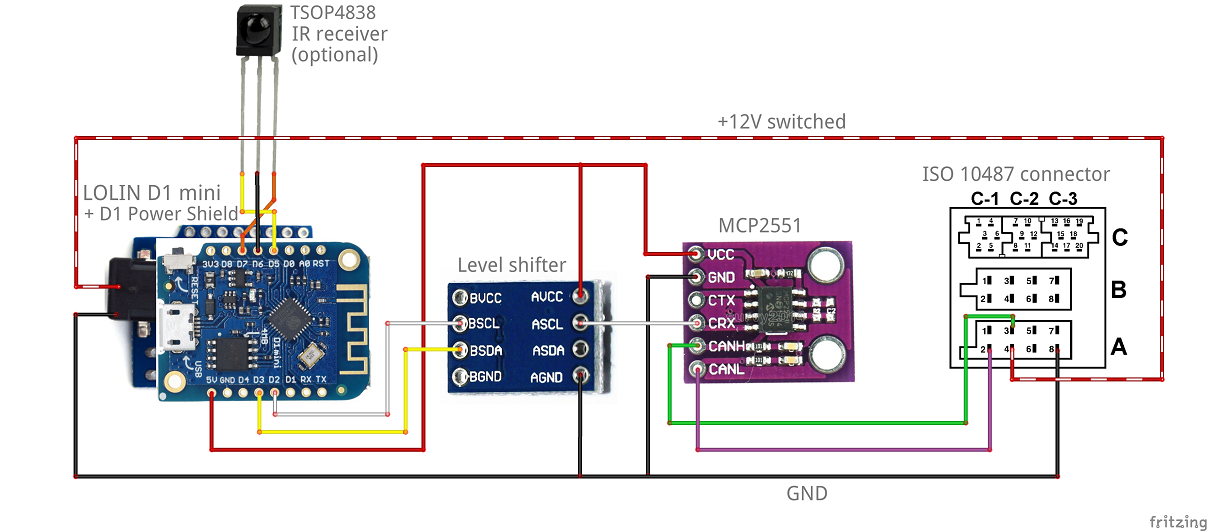 TSOP4838
IR receiver
(optional)
+12V switched
LOLIN D1 mini
+ D1 Power Shield
ISO 10487 connector
C-1 C-2 C-3
MCP2551
Level shifter
3V3 D8 D7 D6 D5 D0 A0 RST
RESET
D1 mini
USB
5V GND D4 D3 D2 D1 RX TX
BVCC AVCC
BSCL ASCL
BSDA ASDA
BGND AGND
VCC
GND
CTX
CRX
CANH
CANL
1 4 7 10 13 16 19
3 6 9 12 15 18
2 5 8 11 14 17 20
C
1 3 5 7
2 4 6 8
B
1 3 5 7
2 4 6 8
A
GND
fritzing